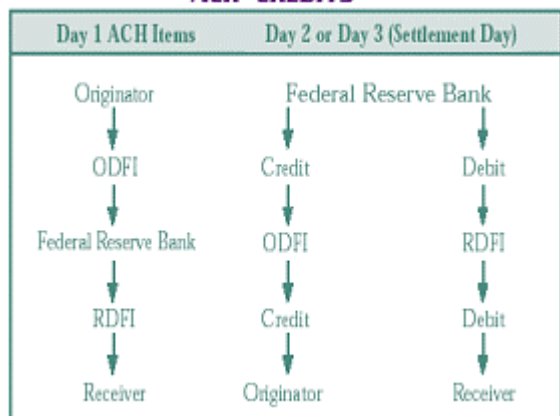 Day 1 ACH Items Day 2 or Day 3 (Settlement Day)
Originator Federal Reserve Bank
ODFI Credit Debit
Federal Reserve Bank ODFI RDFI
RDFI Credit Debit
Receiver Originator Receiver